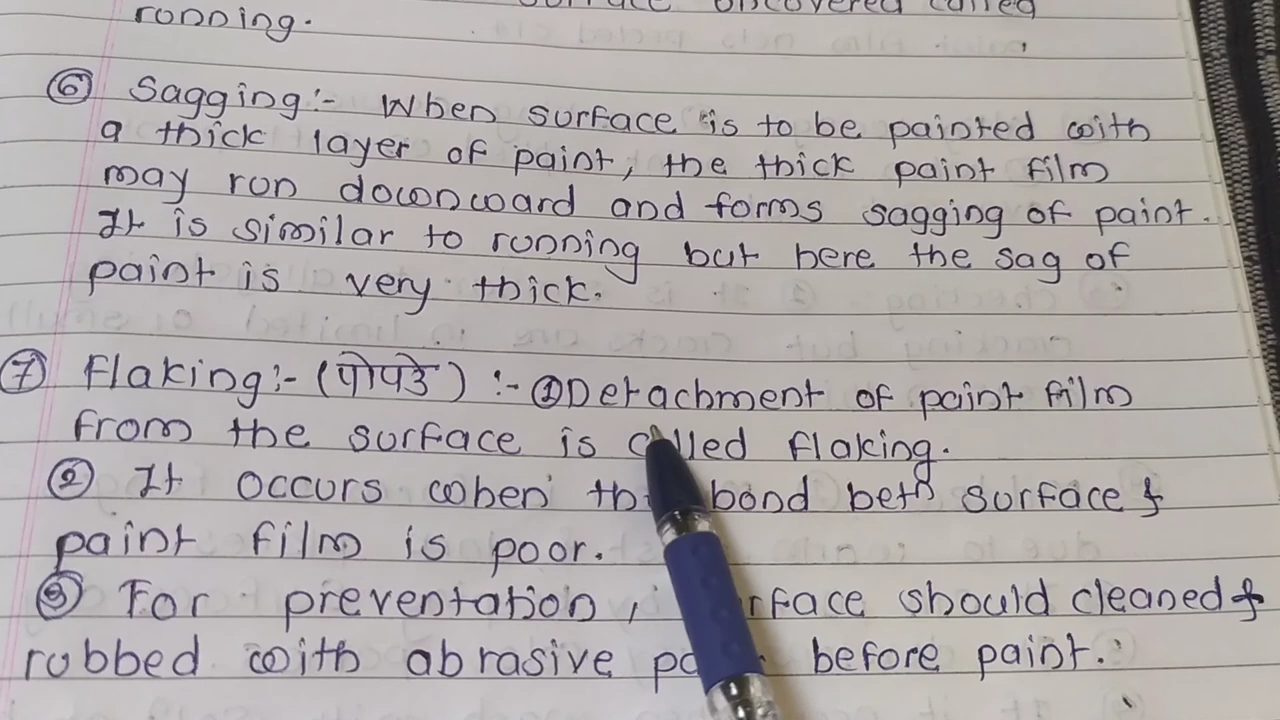 surface discovered called
running.
⑥ Sagging:- When surface is to be painted with
a thick layer of paint, the thick paint film
may run downward and forms sagging of paint.
It is similar to running but here the sag of
paint is very thick.
⑦ Flaking:- (पोपडे) :- ① Detachment of paint film
from the surface is called flaking.
② It occurs when the bond betn surface &
paint film is poor.
③ For preventation, surface should cleaned &
rubbed with abrasive before paint.